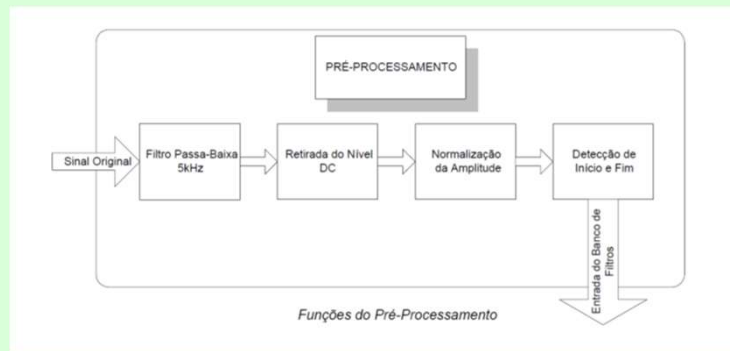 PRÉ-PROCESSAMENTO
Sinal Original
Filtro Passa-Baixa
5kHz
Retirada do Nível
DC
Normalização
da Amplitude
Detecção de
Início e Fim
Entrada do Banco de
Filtros
Funções do Pré-Processamento